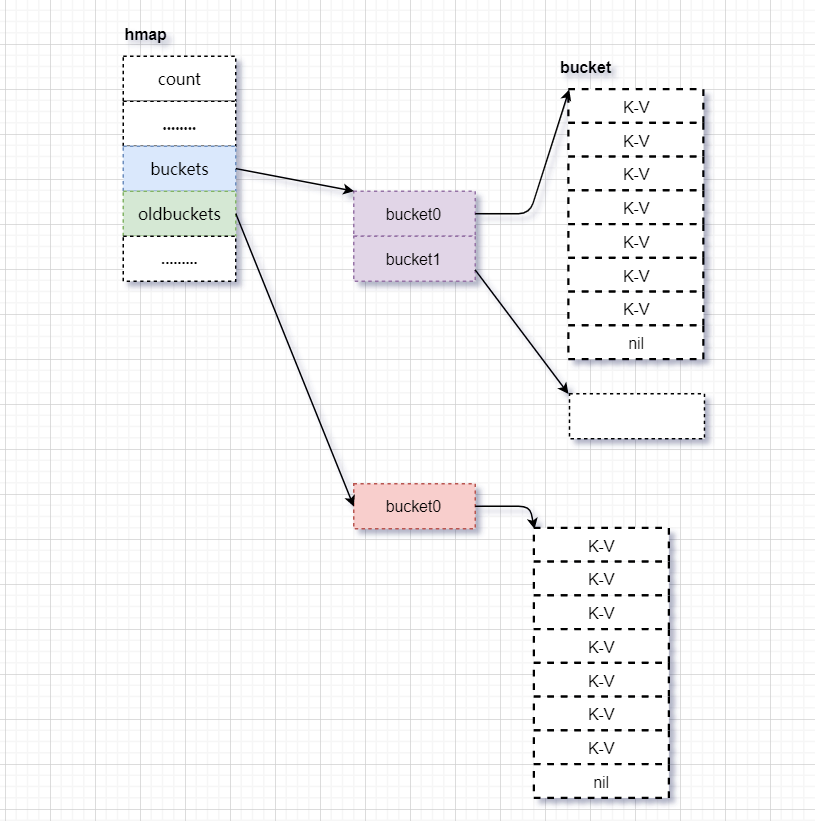 hmap
count
........
buckets
oldbuckets
.........
bucket0
bucket1
bucket
K-V
K-V
K-V
K-V
K-V
K-V
K-V
nil
bucket0
K-V
K-V
K-V
K-V
K-V
K-V
K-V
nil